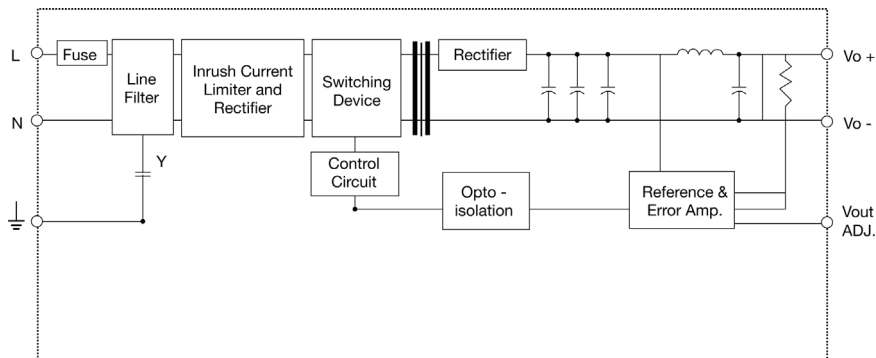 L
Fuse
Line
Filter
Inrush Current
Limiter and
Rectifier
Switching
Device
Rectifier
Vo +
N
Vo -
Y
Control
Circuit
Opto -
isolation
Reference &
Error Amp.
Vout
ADJ.